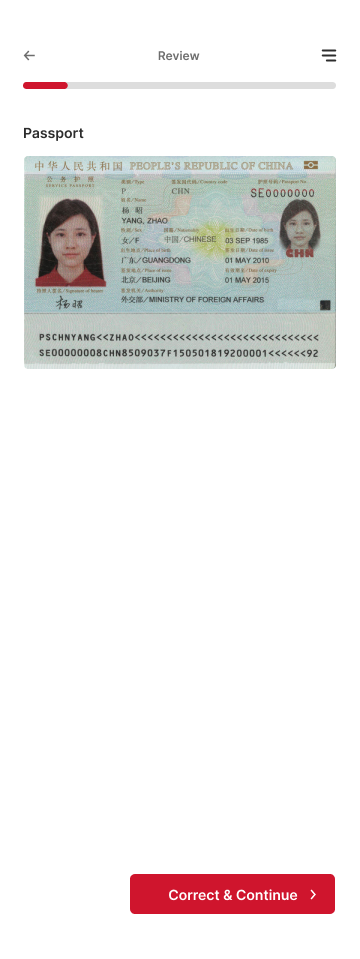 Review
Passport
中华人民共和国 PEOPLE'S REPUBLIC OF CHINA
公务护照
SERVICE PASSPORT
类型/Type
国家码/Country code
护照号码/Passport No.
P
CHN
SE0000000
姓名/Name
杨
YANG, ZHAO
性别/Sex
国籍/Nationality
出生日期/Date of birth
女/F
中国/CHINESE
03 SEP 1985
出生地点/Place of birth
签发日期/Date of issue
广东/GUANGDONG
01 MAY 2010
签发地点/Place of issue
有效期至/Date of expiry
北京/BEIJING
01 MAY 2015
CHN
持照人签名/Signature of bearer
签发机关/Authority
外交部/MINISTRY OF FOREIGN AFFAIRS
PSCHNYANG<<ZHAO<<<<<<<<<<<<<<<<<<<<<<<<<<<<<
SE00000008CHN8509037F150501819200001<<<<<<92
Correct & Continue